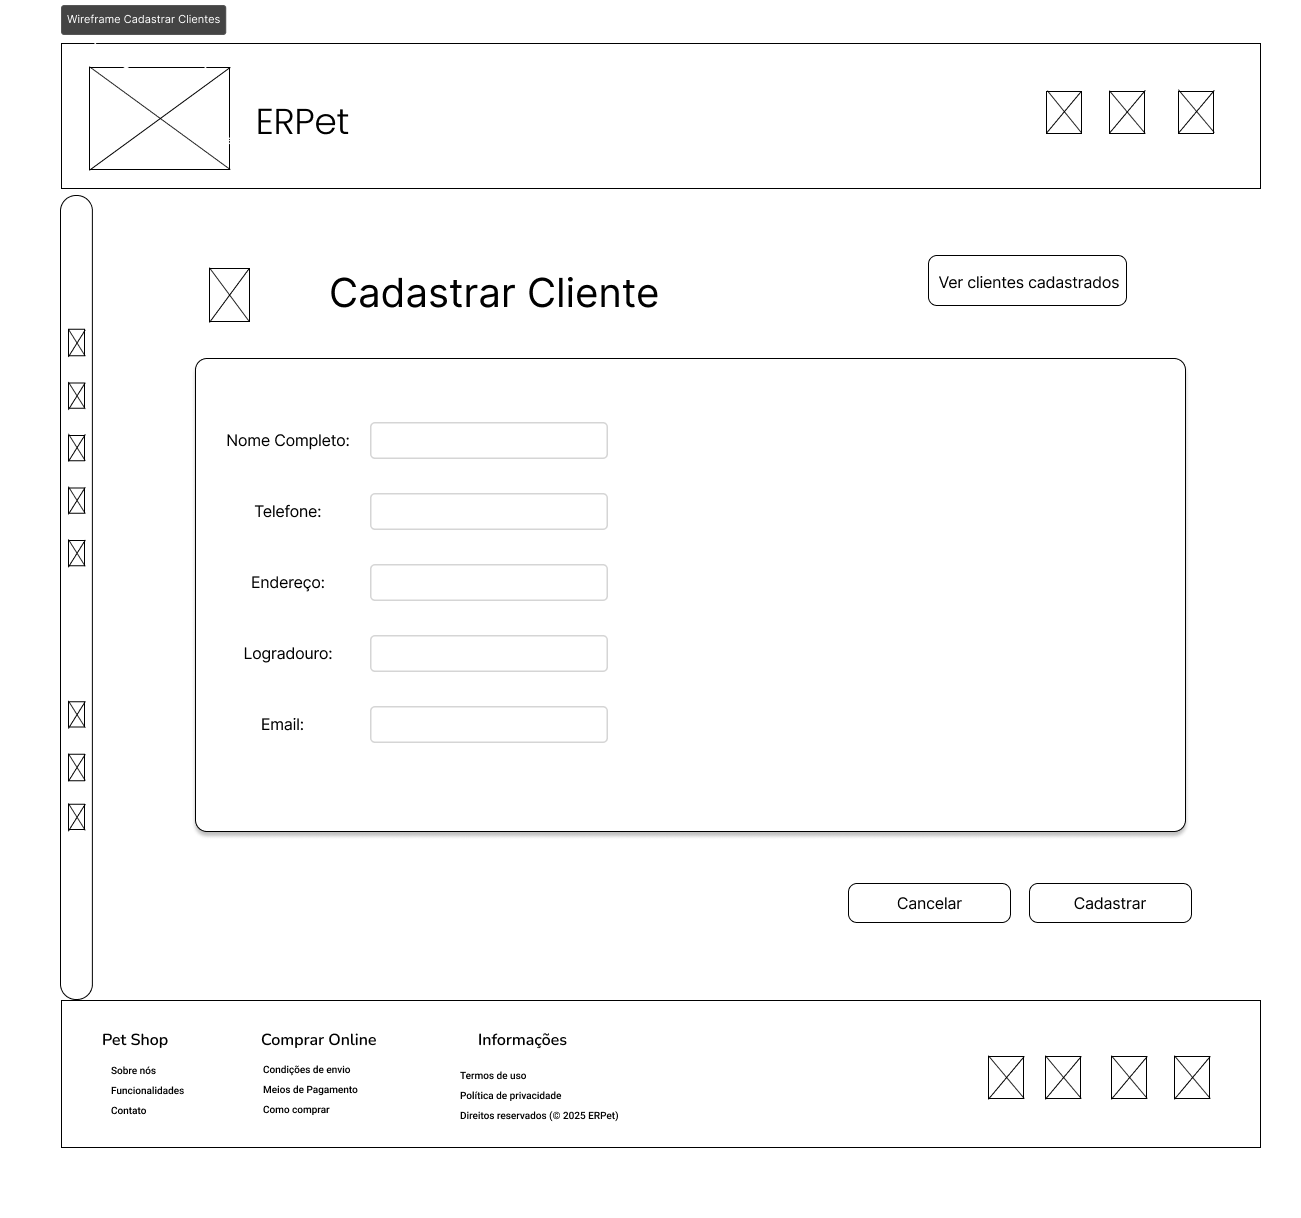 Wireframe Cadastrar Clientes
ERPet
Cadastrar Cliente
Ver clientes cadastrados
Nome Completo:
Telefone:
Endereço:
Logradouro:
Email:
Cancelar
Cadastrar
Pet Shop
Sobre nós
Funcionalidades
Contato
Comprar Online
Condições de envio
Meios de Pagamento
Como comprar
Informações
Termos de uso
Política de privacidade
Direitos reservados (© 2025 ERPet)